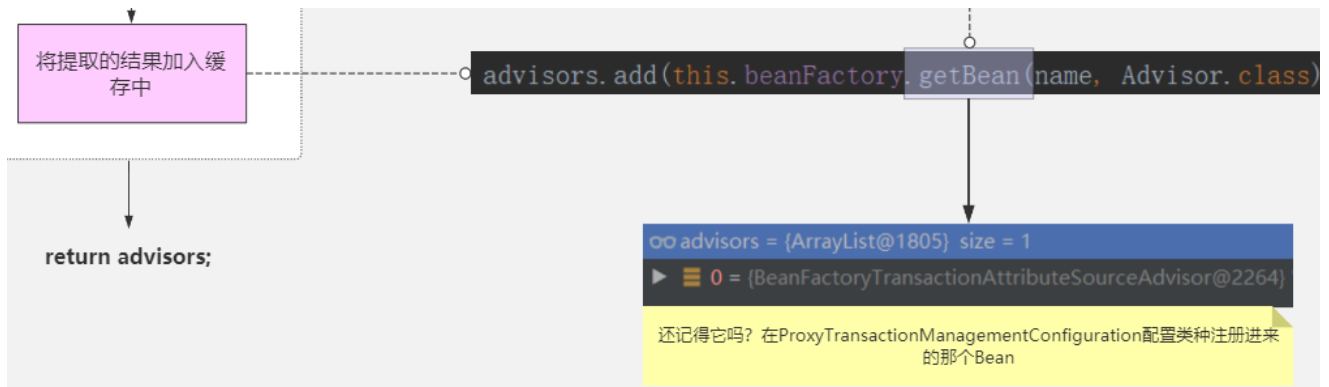 将提取的结果加入缓
存中
advisors.add(this.beanFactory.getBean(name, Advisor.class)
return advisors;
advisors = {ArrayList@1805} size = 1
0 = {BeanFactoryTransactionAttributeSourceAdvisor@2264}
还记得它吗？在ProxyTransactionManagementConfiguration配置类种注册进来
的那个Bean